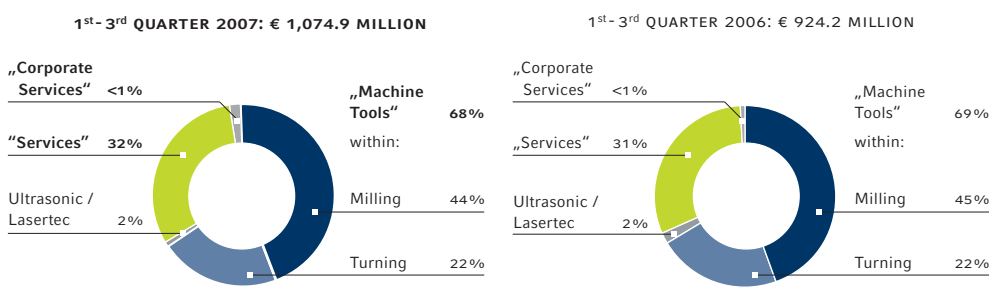 1st-3rd QUARTER 2007: € 1,074.9 MILLION
„Corporate
Services“ <1%
“Services” 32%
Ultrasonic /
Lasertec 2%
„Machine
Tools“ 68%
within:
Milling 44%
Turning 22%
1st-3rd QUARTER 2006: € 924.2 MILLION
„Corporate
Services“ <1%
„Services“ 31%
Ultrasonic /
Lasertec 2%
„Machine
Tools“ 69%
within:
Milling 45%
Turning 22%